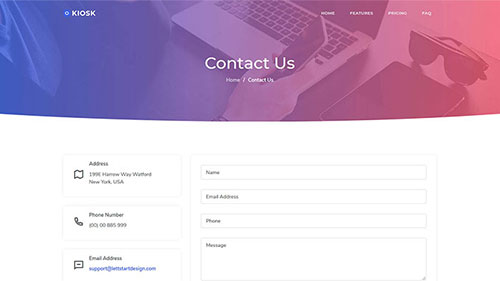 KIOSK
HOME FEATURES PRICING FAQ
Contact Us
Home / Contact Us
Address
199E Harrow Way Watford
New York, USA
Phone Number
(00) 00 885 999
Email Address
support@lettstartdesign.com
Name
Email Address
Phone
Message